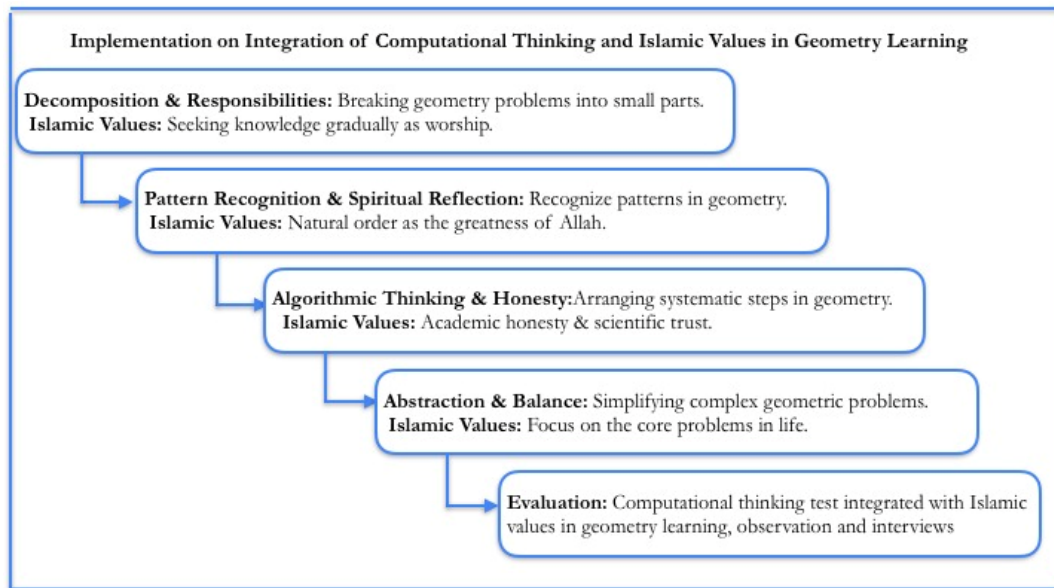 Implementation on Integration of Computational Thinking and Islamic Values in Geometry Learning
Decomposition & Responsibilities: Breaking geometry problems into small parts.
Islamic Values: Seeking knowledge gradually as worship.
Pattern Recognition & Spiritual Reflection: Recognize patterns in geometry.
Islamic Values: Natural order as the greatness of Allah.
Algorithmic Thinking & Honesty:Arranging systematic steps in geometry.
Islamic Values: Academic honesty & scientific trust.
Abstraction & Balance: Simplifying complex geometric problems.
Islamic Values: Focus on the core problems in life.
Evaluation: Computational thinking test integrated with Islamic
values in geometry learning, observation and interviews